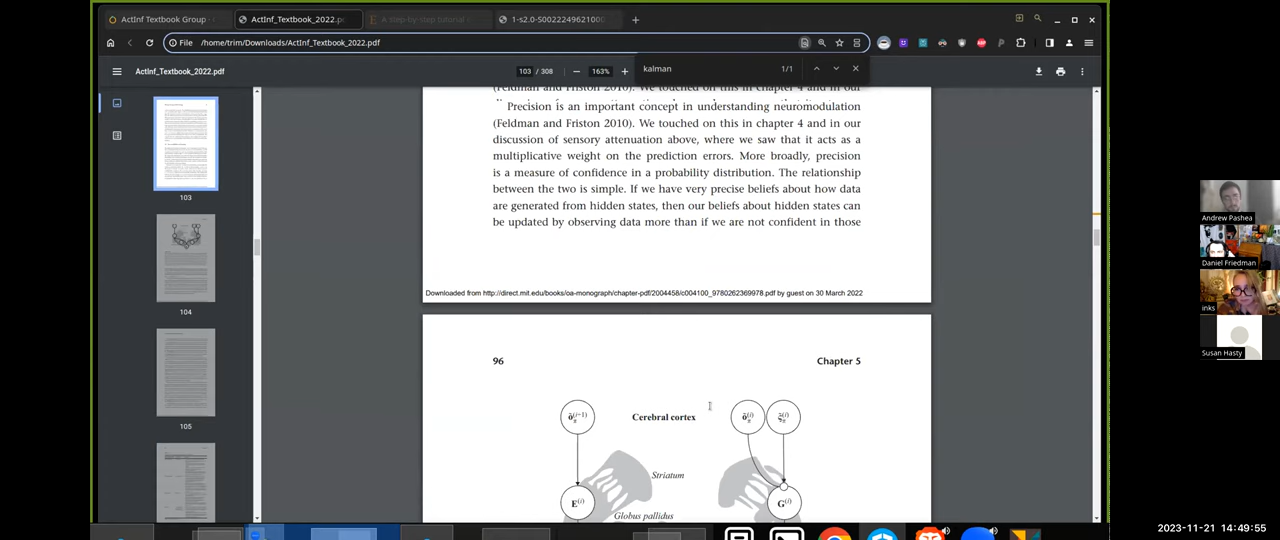 ActInf Textbook Group -
ActInf_Textbook_2022.pc
A step-by-step tutorial
1-s2.0-S0022249621000
File /home/trim/Downloads/ActInf_Textbook_2022.pdf
ActInf_Textbook_2022.pdf
103 / 308
163%
kalman
1/1
Precision is an important concept in understanding neuromodulation
(Feldman and Friston 2010). We touched on this in chapter 4 and in our
discussion of sensory attenuation above, where we saw that it acts as a
multiplicative weight on the prediction errors. More broadly, precision
is a measure of confidence in a probability distribution. The relationship
between the two is simple. If we have very precise beliefs about how data
are generated from hidden states, then our beliefs about hidden states can
be updated by observing data more than if we are not confident in those
Downloaded from http://direct.mit.edu/books/oa-monograph/chapter-pdf/2004458/c004100_9780262369978.pdf by guest on 30 March 2022
96
Chapter 5
Cerebral cortex
Striatum
E(i)
G(i)
Globus pallidus
103
104
105
Andrew Pashea
Daniel Friedman
inks
Susan Hasty
2023-11-21 14:49:55